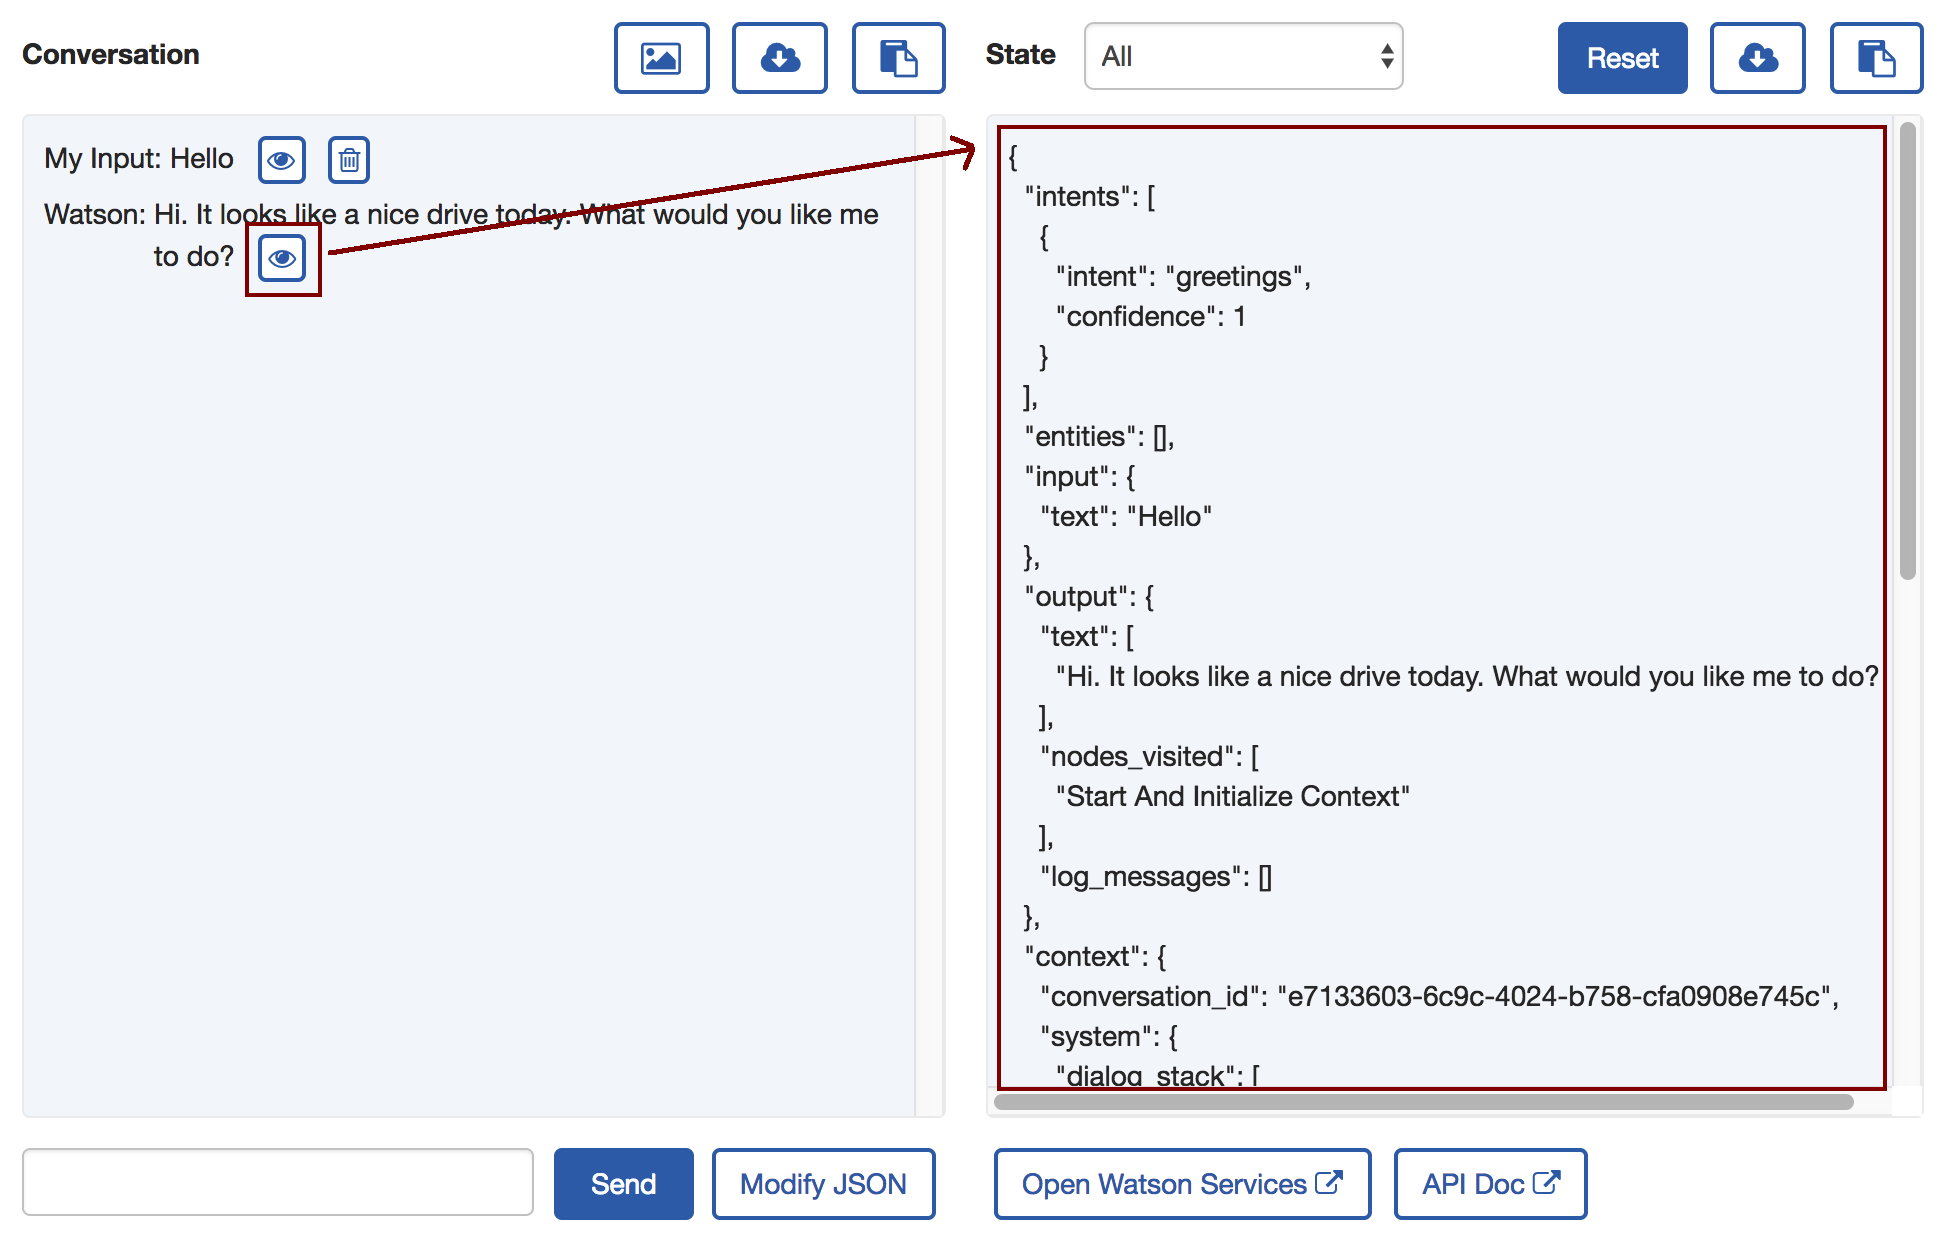 Conversation
State All Reset
My Input: Hello
Watson: Hi. It looks like a nice drive today. What would you like me
to do?
{
"intents": [
{
"intent": "greetings",
"confidence": 1
}
],
"entities": [],
"input": {
"text": "Hello"
},
"output": {
"text": [
"Hi. It looks like a nice drive today. What would you like me to do?
],
"nodes_visited": [
"Start And Initialize Context"
],
"log_messages": []
},
"context": {
"conversation_id": "e7133603-6c9c-4024-b758-cfa0908e745c",
"system": {
"dialog_stack": [
Send Modify JSON Open Watson Services API Doc